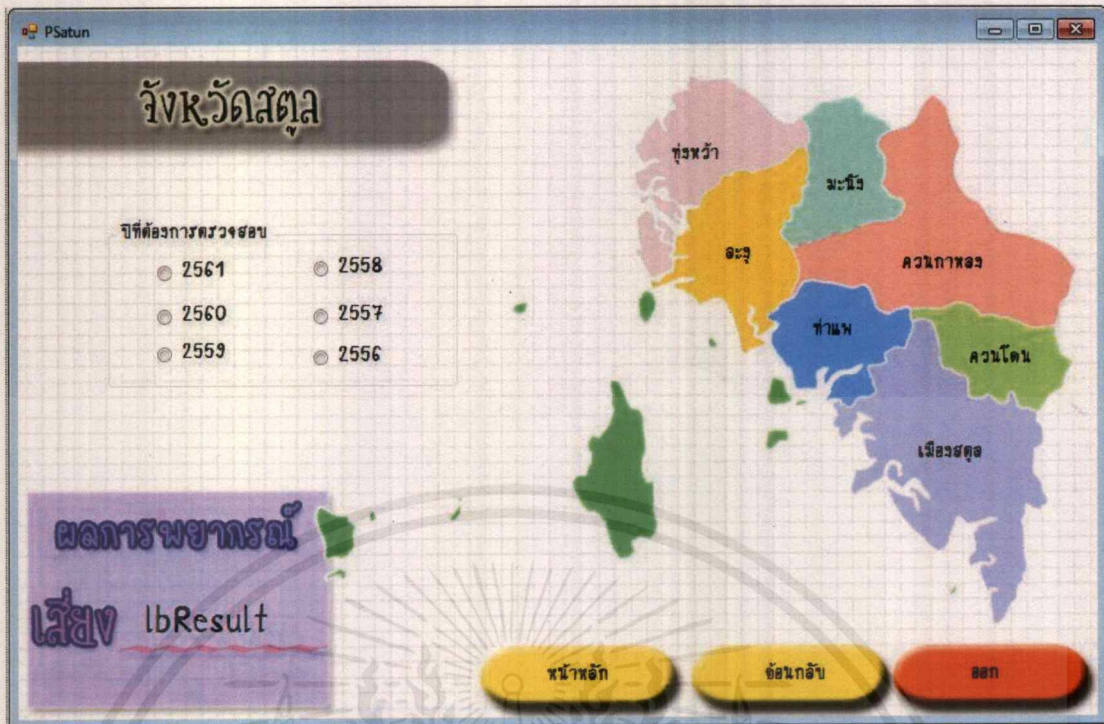 PSatun
จังหวัดสตูล
ปีที่ต้องการตรวจสอบ
2561
2558
2560
2557
2559
2556
ทุ่งหว้า
มะนัง
ละงู
ควนกาหลง
ท่าแพ
ควนโดน
เมืองสตูล
ผลการพยากรณ์
เสี่ยง lbResult
หน้าหลัก
ย้อนกลับ
ออก